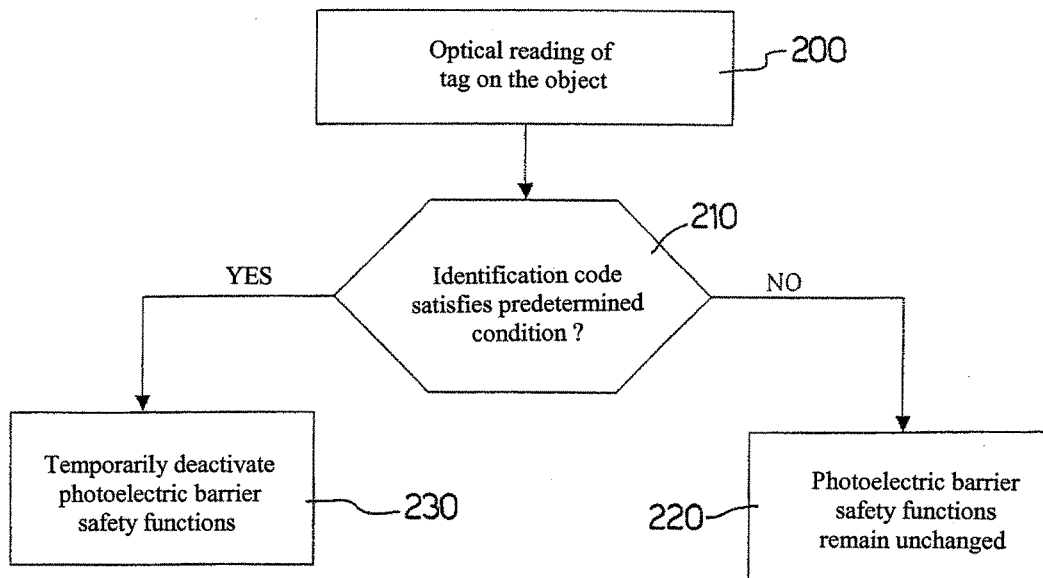 Optical reading of
tag on the object
200
210
Identification code
satisfies predetermined
condition ?
YES
NO
Temporarily deactivate
photoelectric barrier
safety functions
230
220
Photoelectric barrier
safety functions
remain unchanged